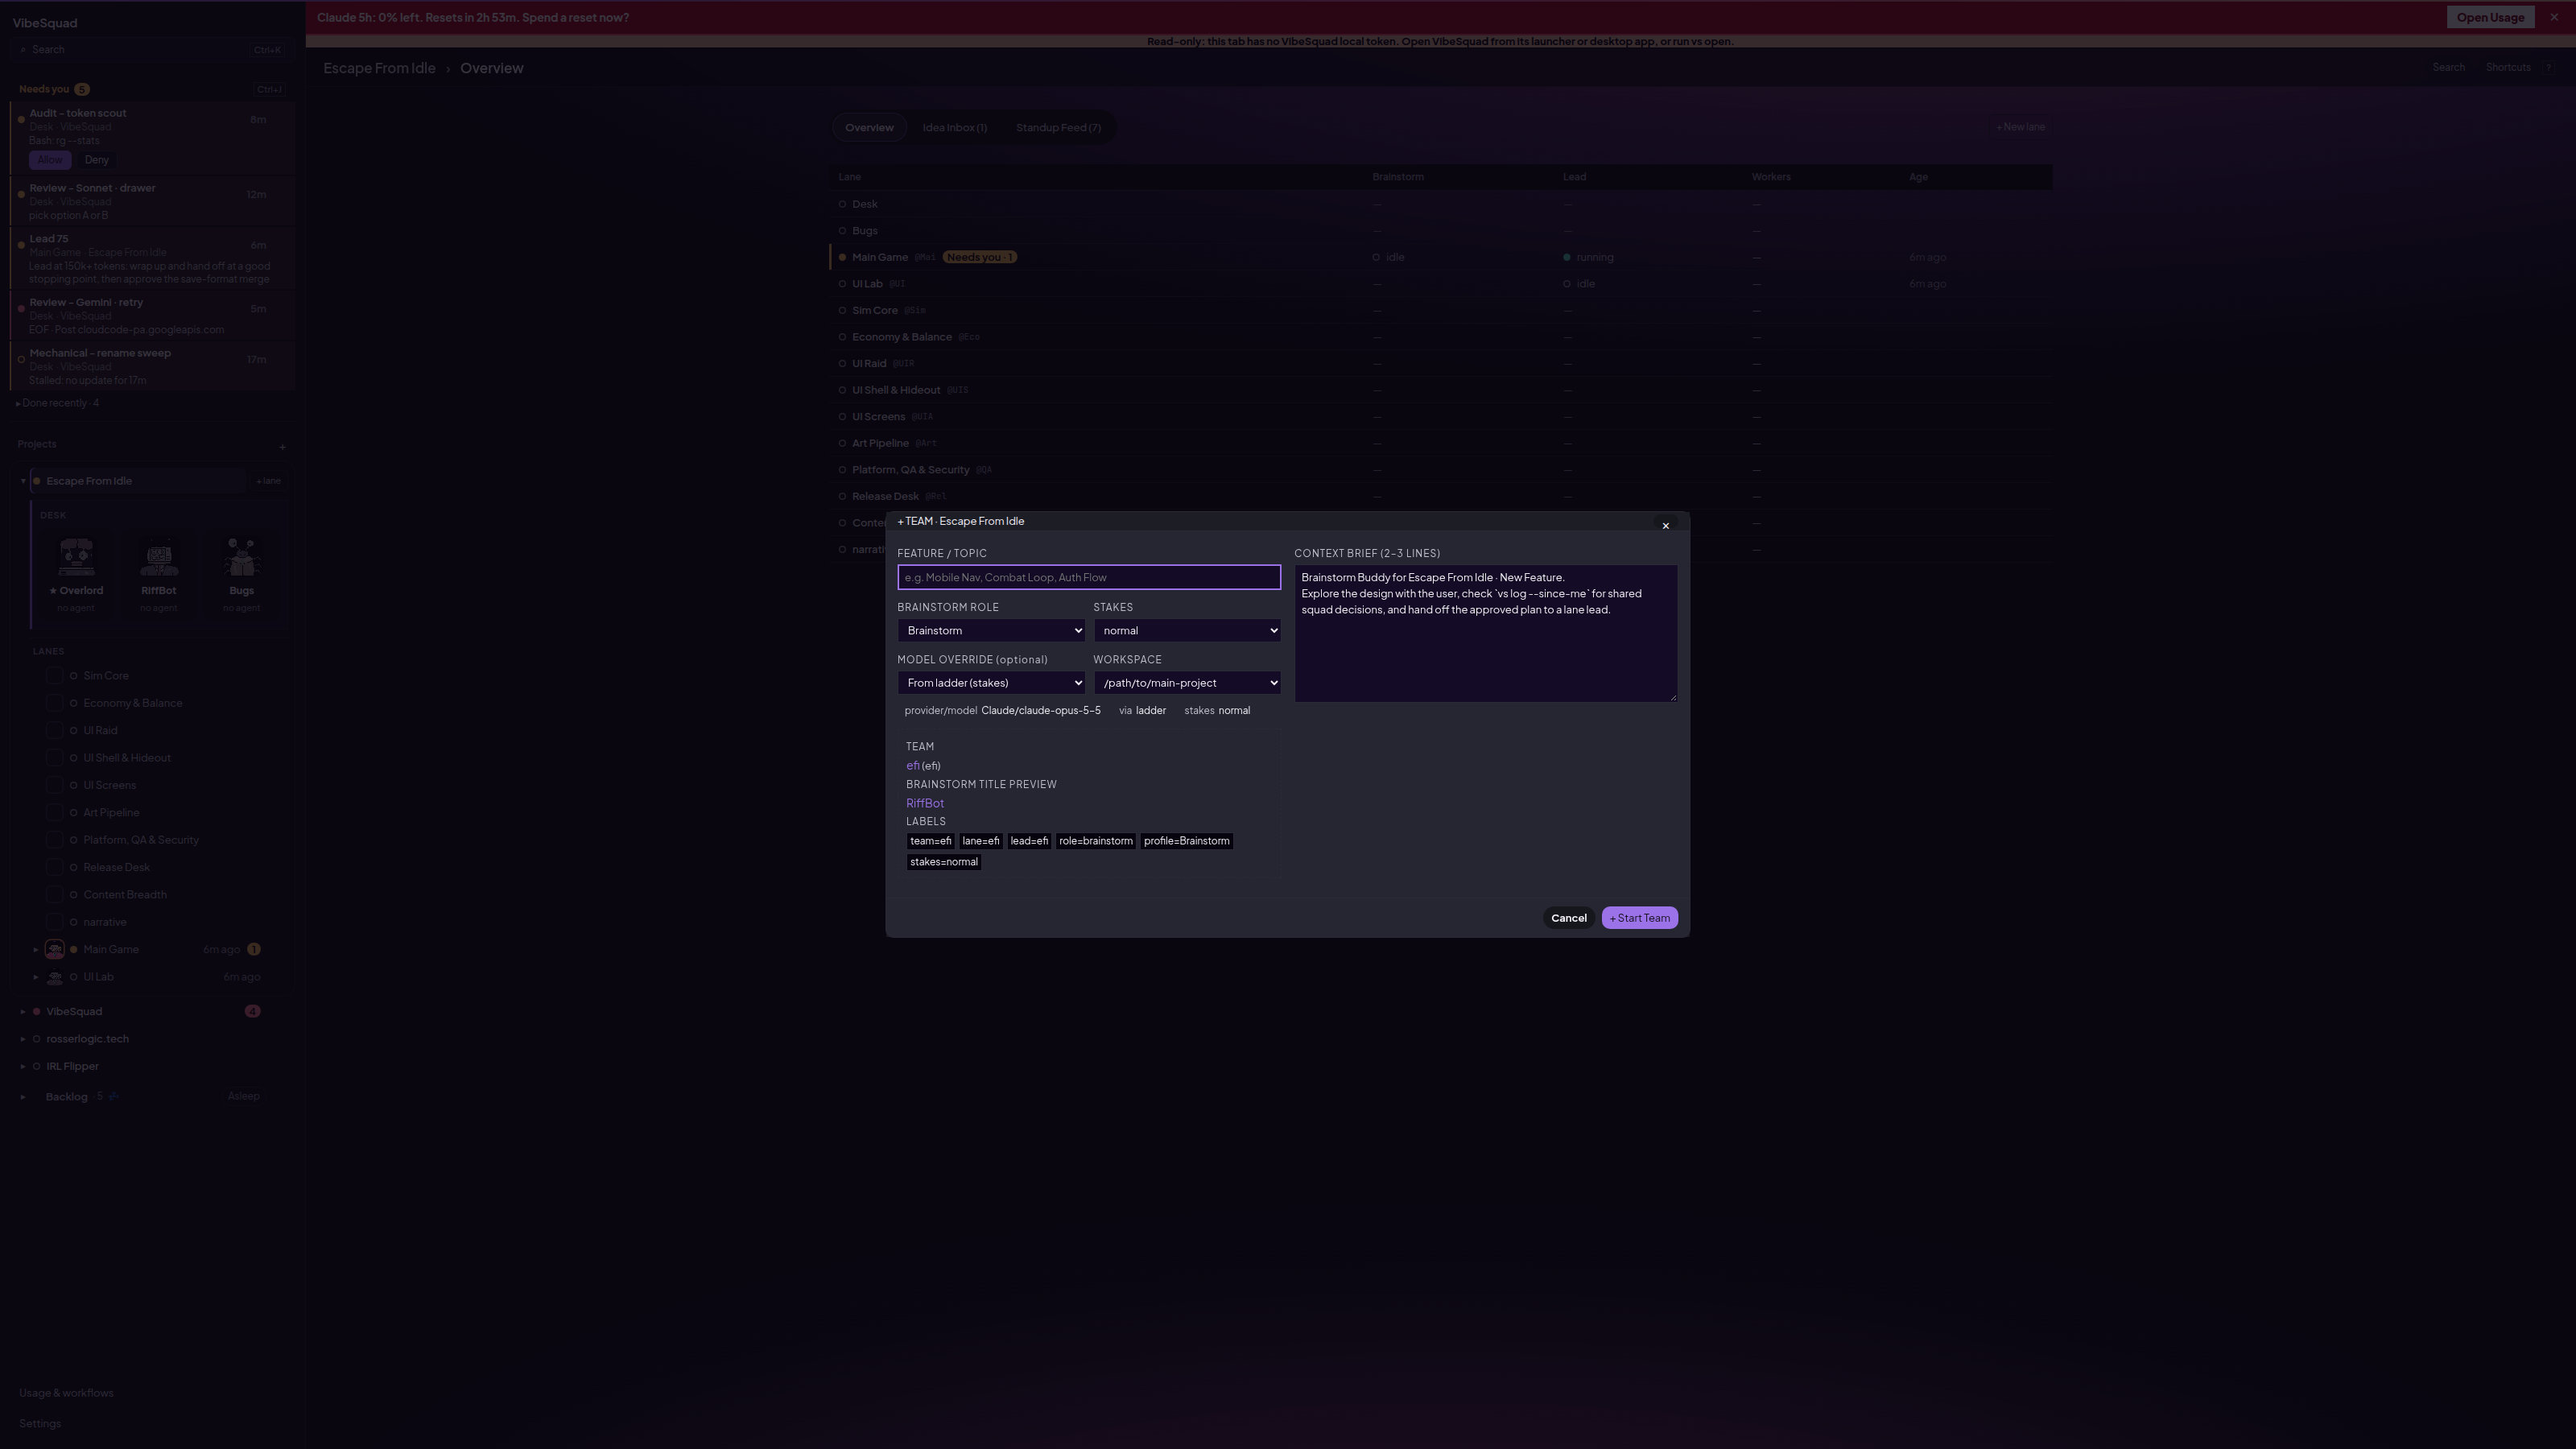 VibeSquad
Search
Ctrl+K
Needs you 5
Ctrl+J
Audit - token scout
8m
Desk · VibeSquad
Bash: rg --stats
Allow
Deny
Review - Sonnet · drawer
12m
Desk · VibeSquad
pick option A or B
Lead 75
6m
Main Game · Escape From Idle
Lead at 150k+ tokens: wrap up and hand off at a good
stopping point, then approve the save-format merge
Review - Gemini · retry
5m
Desk · VibeSquad
EOF · Post cloudcode-pa.googleapis.com
Mechanical - rename sweep
17m
Desk · VibeSquad
Stalled: no update for 17m
Done recently · 4
Projects
+
Escape From Idle
+ lane
DESK
★ Overlord
RiffBot
Bugs
no agent
no agent
no agent
LANES
Sim Core
Economy & Balance
UI Raid
UI Shell & Hideout
UI Screens
Art Pipeline
Platform, QA & Security
Release Desk
Content Breadth
narrative
Main Game
6m ago
1
UI Lab
6m ago
VibeSquad
4
rosserlogic.tech
IRL Flipper
Backlog · 5
Asleep
Usage & workflows
Settings
Claude 5h: 0% left. Resets in 2h 53m. Spend a reset now?
Open Usage
×
Read-only: this tab has no VibeSquad local token. Open VibeSquad from its launcher or desktop app, or run vs open.
Escape From Idle › Overview
Search
Shortcuts
?
Overview
Idea Inbox (1)
Standup Feed (7)
+ New lane
Lane
Brainstorm
Lead
Workers
Age
Desk
— — —
Bugs
— — —
Main Game @Mai Needs you · 1
idle
running
—
6m ago
UI Lab @UI
—
idle
—
6m ago
Sim Core @Sim
— — —
Economy & Balance @Eco
— — —
UI Raid @UIR
— — —
UI Shell & Hideout @UIS
— — —
UI Screens @UIA
— — —
Art Pipeline @Art
— — —
Platform, QA & Security @QA
— — —
Release Desk @Rel
— — —
Conte
—
narrati
—
+ TEAM · Escape From Idle
×
FEATURE / TOPIC
e.g. Mobile Nav, Combat Loop, Auth Flow
BRAINSTORM ROLE
STAKES
Brainstorm
normal
MODEL OVERRIDE (optional)
WORKSPACE
From ladder (stakes)
/path/to/main-project
provider/model Claude/claude-opus-5-5 via ladder stakes normal
TEAM
efi (efi)
BRAINSTORM TITLE PREVIEW
RiffBot
LABELS
team=efi lane=efi lead=efi role=brainstorm profile=Brainstorm
stakes=normal
CONTEXT BRIEF (2-3 LINES)
Brainstorm Buddy for Escape From Idle · New Feature.
Explore the design with the user, check `vs log --since-me` for shared
squad decisions, and hand off the approved plan to a lane lead.
Cancel
+ Start Team